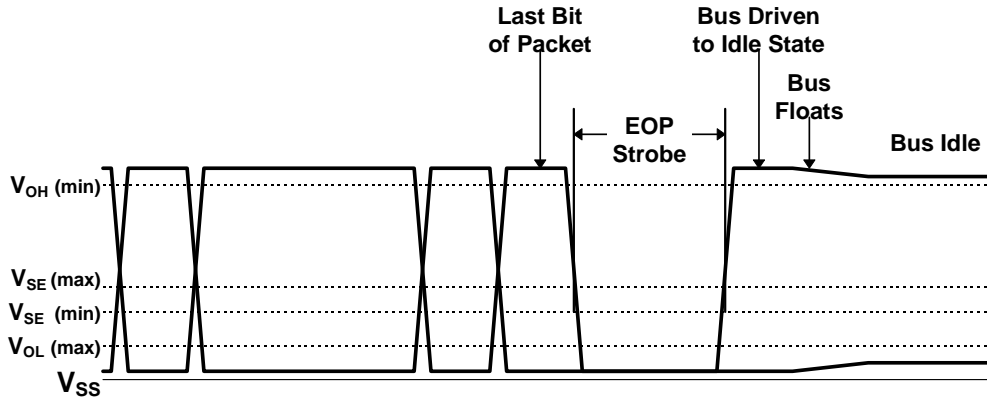 Last Bit
of Packet
Bus Driven
to Idle State
Bus
Floats
EOP
Strobe
Bus Idle
VOH (min)
VSE (max)
VSE (min)
VOL (max)
VSS